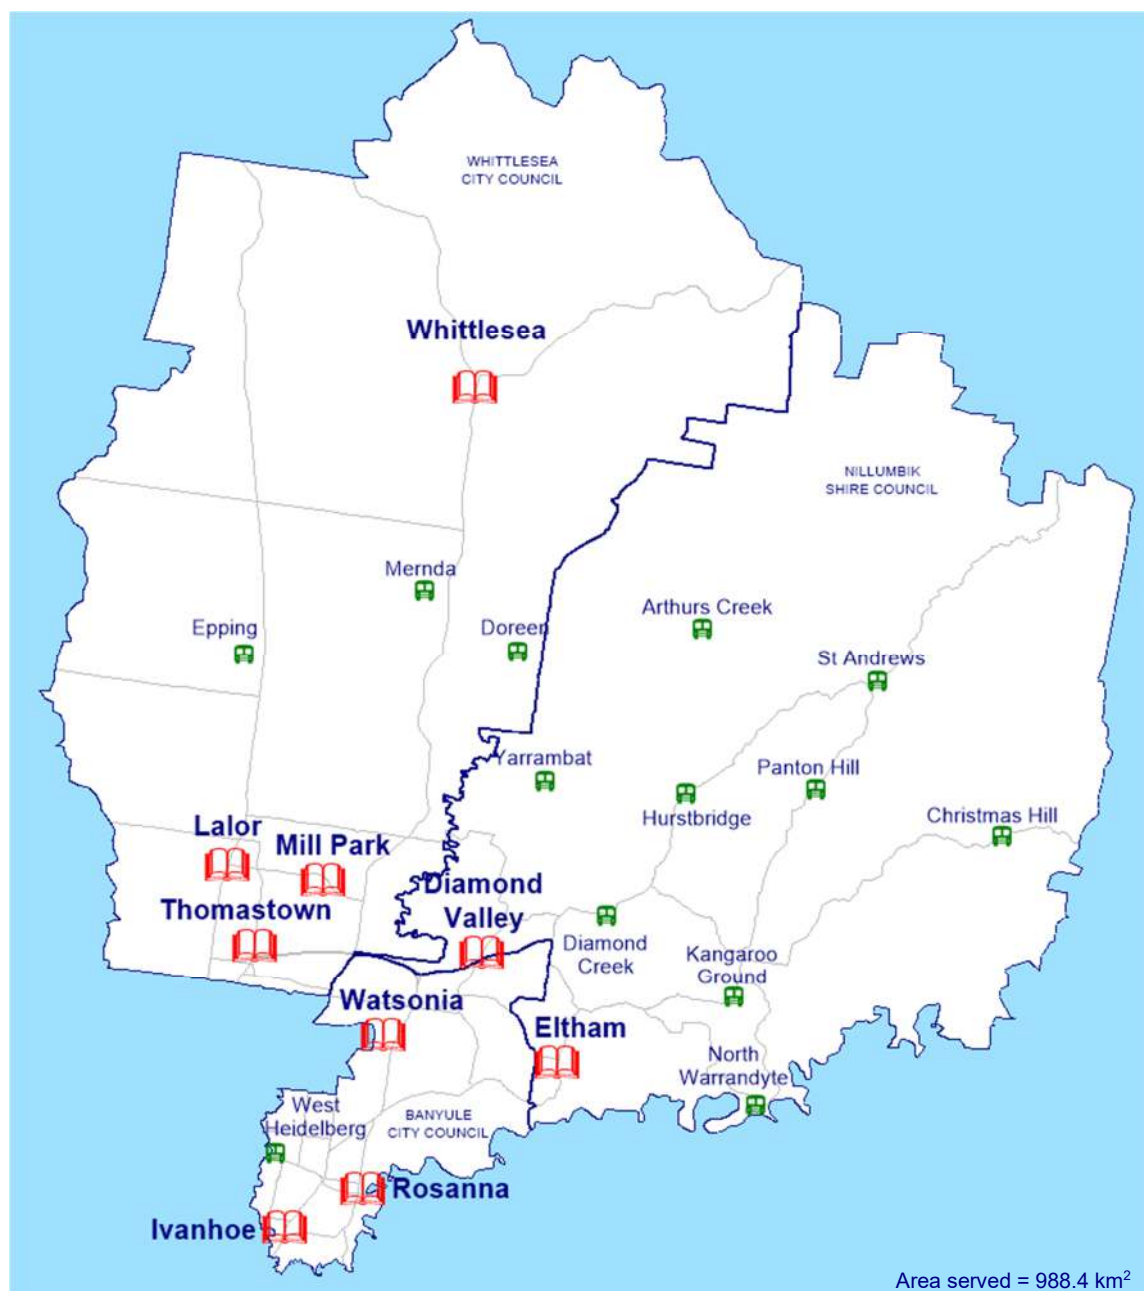 WHITTLESEA
CITY COUNCIL
Whittlesea
NILLUMBIK
SHIRE COUNCIL
Mernda
Epping
Doreen
Arthurs Creek
St Andrews
Yarrambat
Panton Hill
Hurstbridge
Christmas Hill
Lalor
Mill Park
Thomastown
Diamond
Valley
Diamond
Creek
Kangaroo
Ground
Watsonia
Eltham
North
Warrandyte
West
Heidelberg
BANYULE
CITY COUNCIL
Rosanna
Ivanhoe
Area served = 988.4 km²